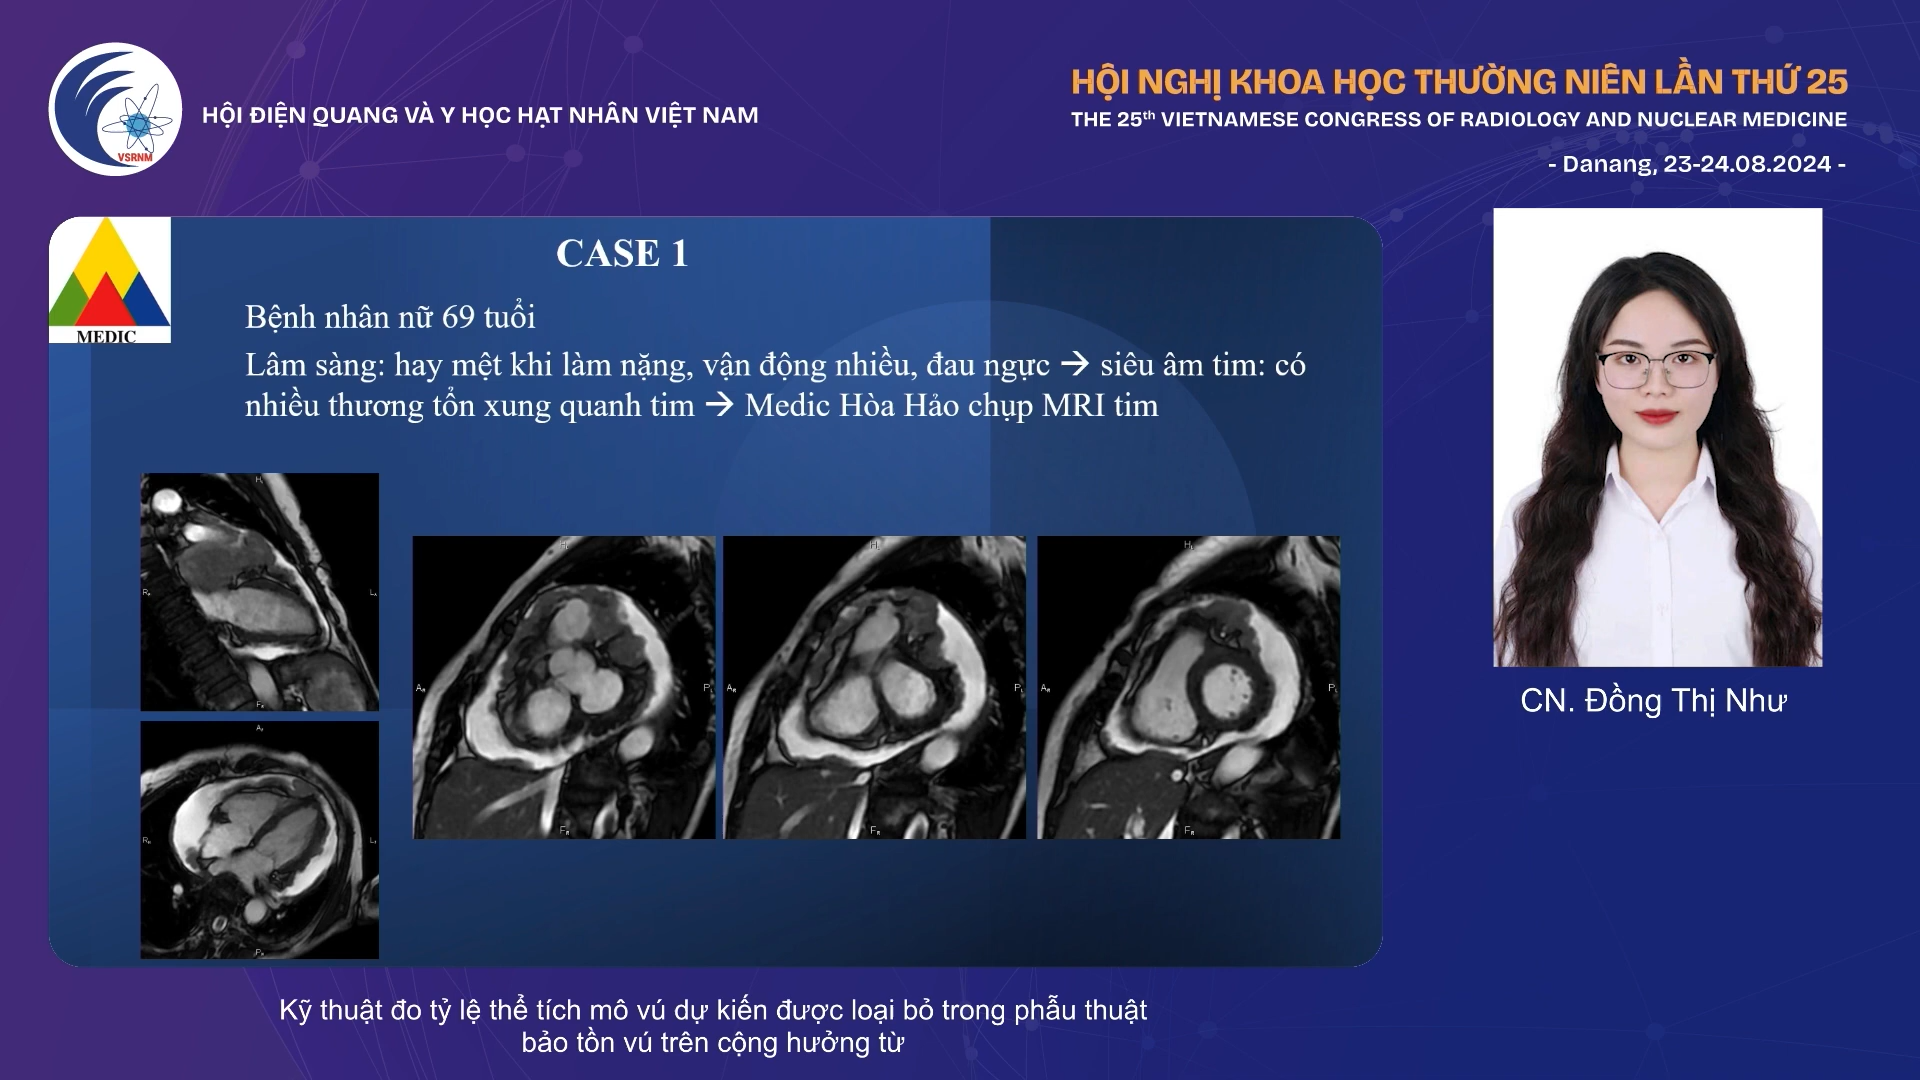 HỘI ĐIỆN QUANG VÀ Y HỌC HẠT NHÂN VIỆT NAM
VSRNM
HỘI NGHỊ KHOA HỌC THƯỜNG NIÊN LẦN THỨ 25
THE 25th VIETNAMESE CONGRESS OF RADIOLOGY AND NUCLEAR MEDICINE
- Danang, 23-24.08.2024 -
MEDIC
CASE 1
Bệnh nhân nữ 69 tuổi
Lâm sàng: hay mệt khi làm nặng, vận động nhiều, đau ngực → siêu âm tim: có
nhiều thương tổn xung quanh tim → Medic Hòa Hảo chụp MRI tim
CN. Đồng Thị Như
Kỹ thuật đo tỷ lệ thể tích mô vú dự kiến được loại bỏ trong phẫu thuật
bảo tồn vú trên cộng hưởng từ